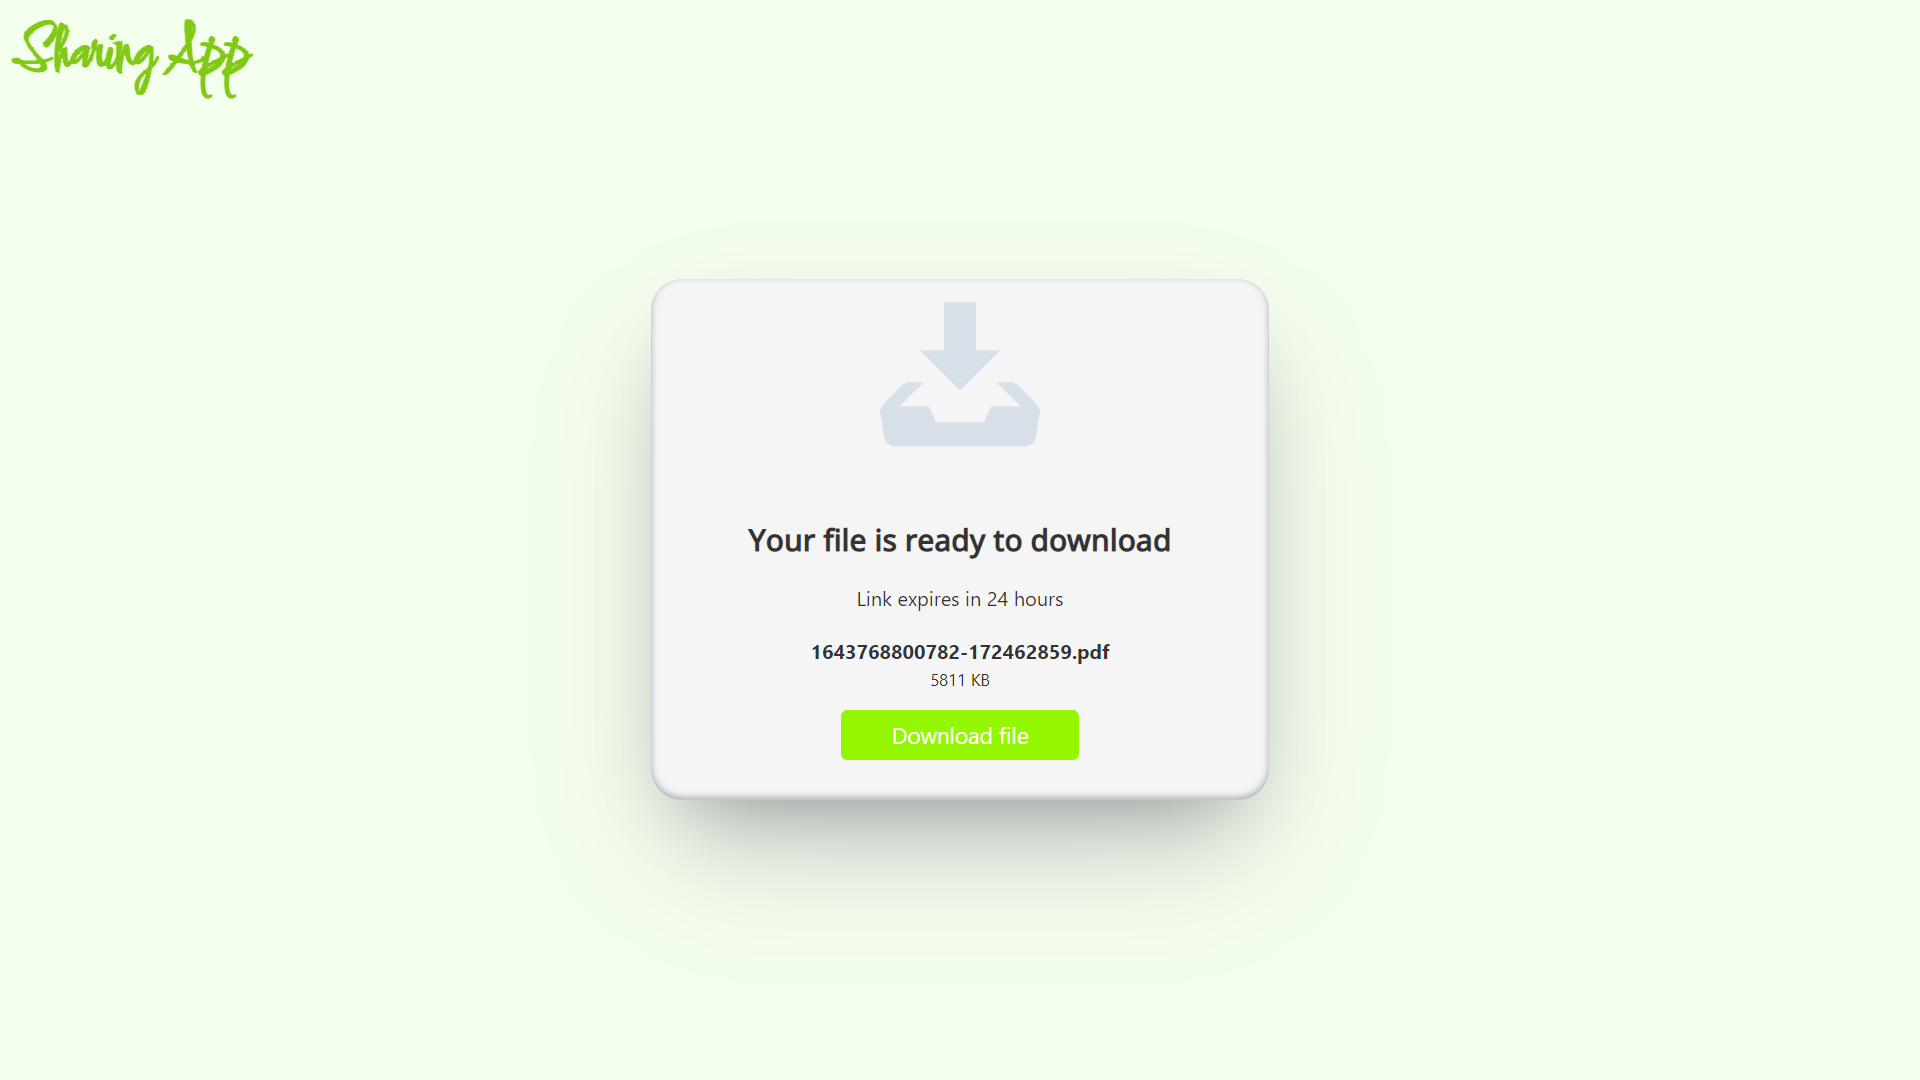 Sharing App
Your file is ready to download
Link expires in 24 hours
1643768800782-172462859.pdf
5811 KB
Download file